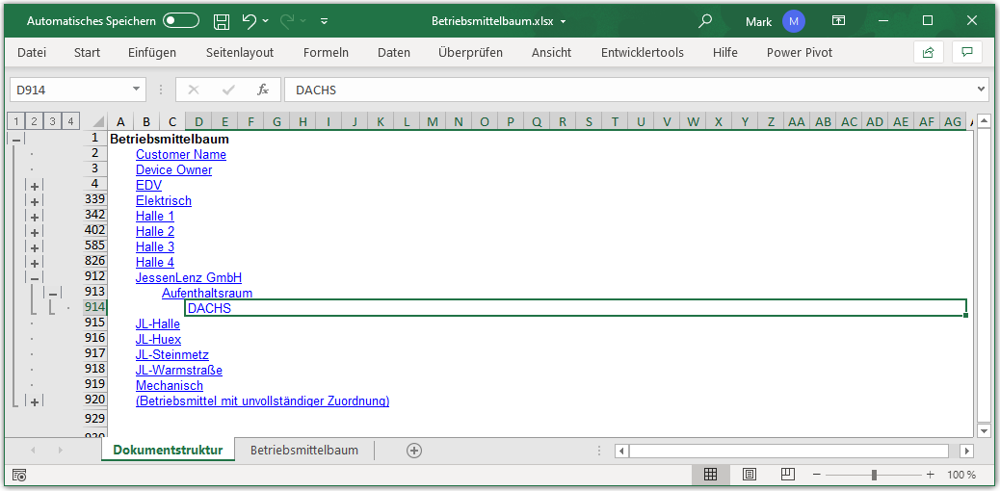 Automatisches Speichern Betriebsmittelbaum.xlsx Mark M
Datei Start Einfügen Seitenlayout Formeln Daten Überprüfen Ansicht Entwicklertools Hilfe Power Pivot
D914 fx DACHS
1 2 3 4 A B C D E F G H I J K L M N O P Q R S T U V W X Y Z AA AB AC AD AE AF AG
1 Betriebsmittelbaum
2 Customer Name
3 Device Owner
4 EDV
339 Elektrisch
342 Halle 1
402 Halle 2
585 Halle 3
826 Halle 4
912 JessenLenz GmbH
913 Aufenthaltsraum
914 DACHS
915 JL-Halle
916 JL-Huex
917 JL-Steinmetz
918 JL-Warmstraße
919 Mechanisch
920 (Betriebsmittel mit unvollständiger Zuordnung)
929
Dokumentstruktur Betriebsmittelbaum
100 %